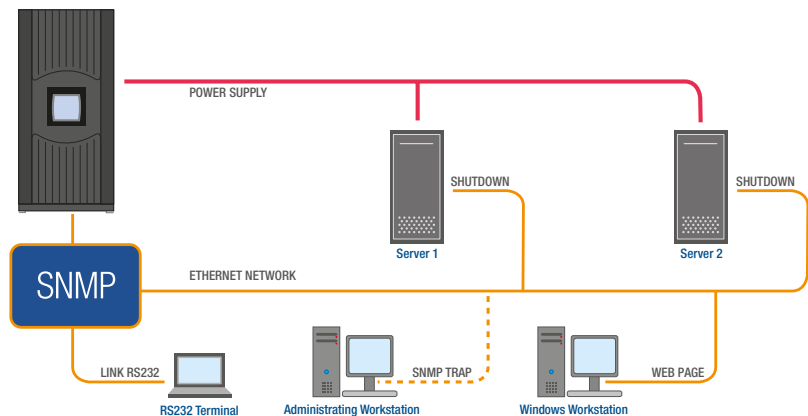 POWER SUPPLY
SHUTDOWN
SHUTDOWN
Server 1
Server 2
SNMP
ETHERNET NETWORK
LINK RS232
SNMP TRAP
WEB PAGE
RS232 Terminal
Administrating Workstation
Windows Workstation